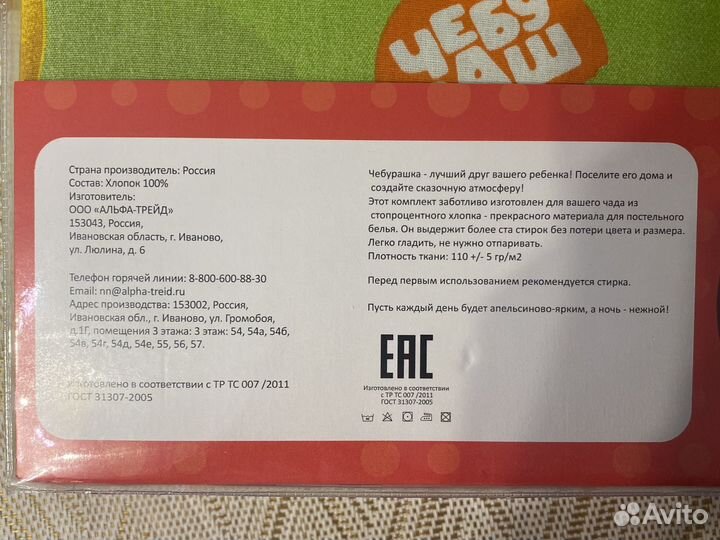 ЧЕБУ
АШ
Страна производитель: Россия
Состав: Хлопок 100%
Изготовитель:
ООО «АЛЬФА-ТРЕЙД»
153043, Россия,
Ивановская область, г. Иваново,
ул. Люлина, д. 6
Телефон горячей линии: 8-800-600-88-30
Email: nn@alpha-treid.ru
Адрес производства: 153002, Россия,
Ивановская обл., г. Иваново, ул. Громобоя,
д.1Г, помещения 3 этажа: 3 этаж: 54, 54а, 54б,
54в, 54г, 54д, 54е, 55, 56, 57.
Изготовлено в соответствии с ТР ТС 007 /2011
ГОСТ 31307-2005
Чебурашка - лучший друг вашего ребенка! Поселите его дома и
создайте сказочную атмосферу!
Этот комплект заботливо изготовлен для вашего чада из
стопроцентного хлопка - прекрасного материала для постельного
белья. Он выдержит более ста стирок без потери цвета и размера.
Легко гладить, не нужно отпаривать.
Плотность ткани: 110 +/- 5 гр/м2
Перед первым использованием рекомендуется стирка.
Пусть каждый день будет апельсиново-ярким, а ночь - нежной!
ЕАС
Изготовлено в соответствии
с ТР ТС 007 /2011
ГОСТ 31307-2005
Avito